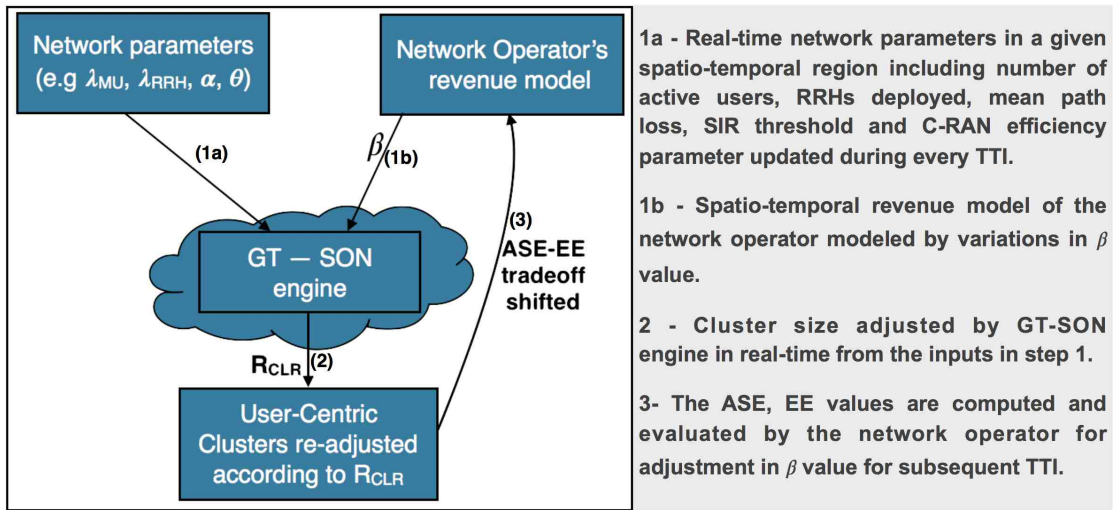 Network parameters
(e.g λMU, λRRH, α, θ)
Network Operator's
revenue model
(1a)
β(1b)
GT – SON
engine
(3)
ASE-EE
tradeoff
shifted
RCLR
(2)
User-Centric
Clusters re-adjusted
according to RCLR
1a - Real-time network parameters in a given
spatio-temporal region including number of
active users, RRHs deployed, mean path
loss, SIR threshold and C-RAN efficiency
parameter updated during every TTI.
1b - Spatio-temporal revenue model of the
network operator modeled by variations in β
value.
2 - Cluster size adjusted by GT-SON
engine in real-time from the inputs in step 1.
3- The ASE, EE values are computed and
evaluated by the network operator for
adjustment in β value for subsequent TTI.